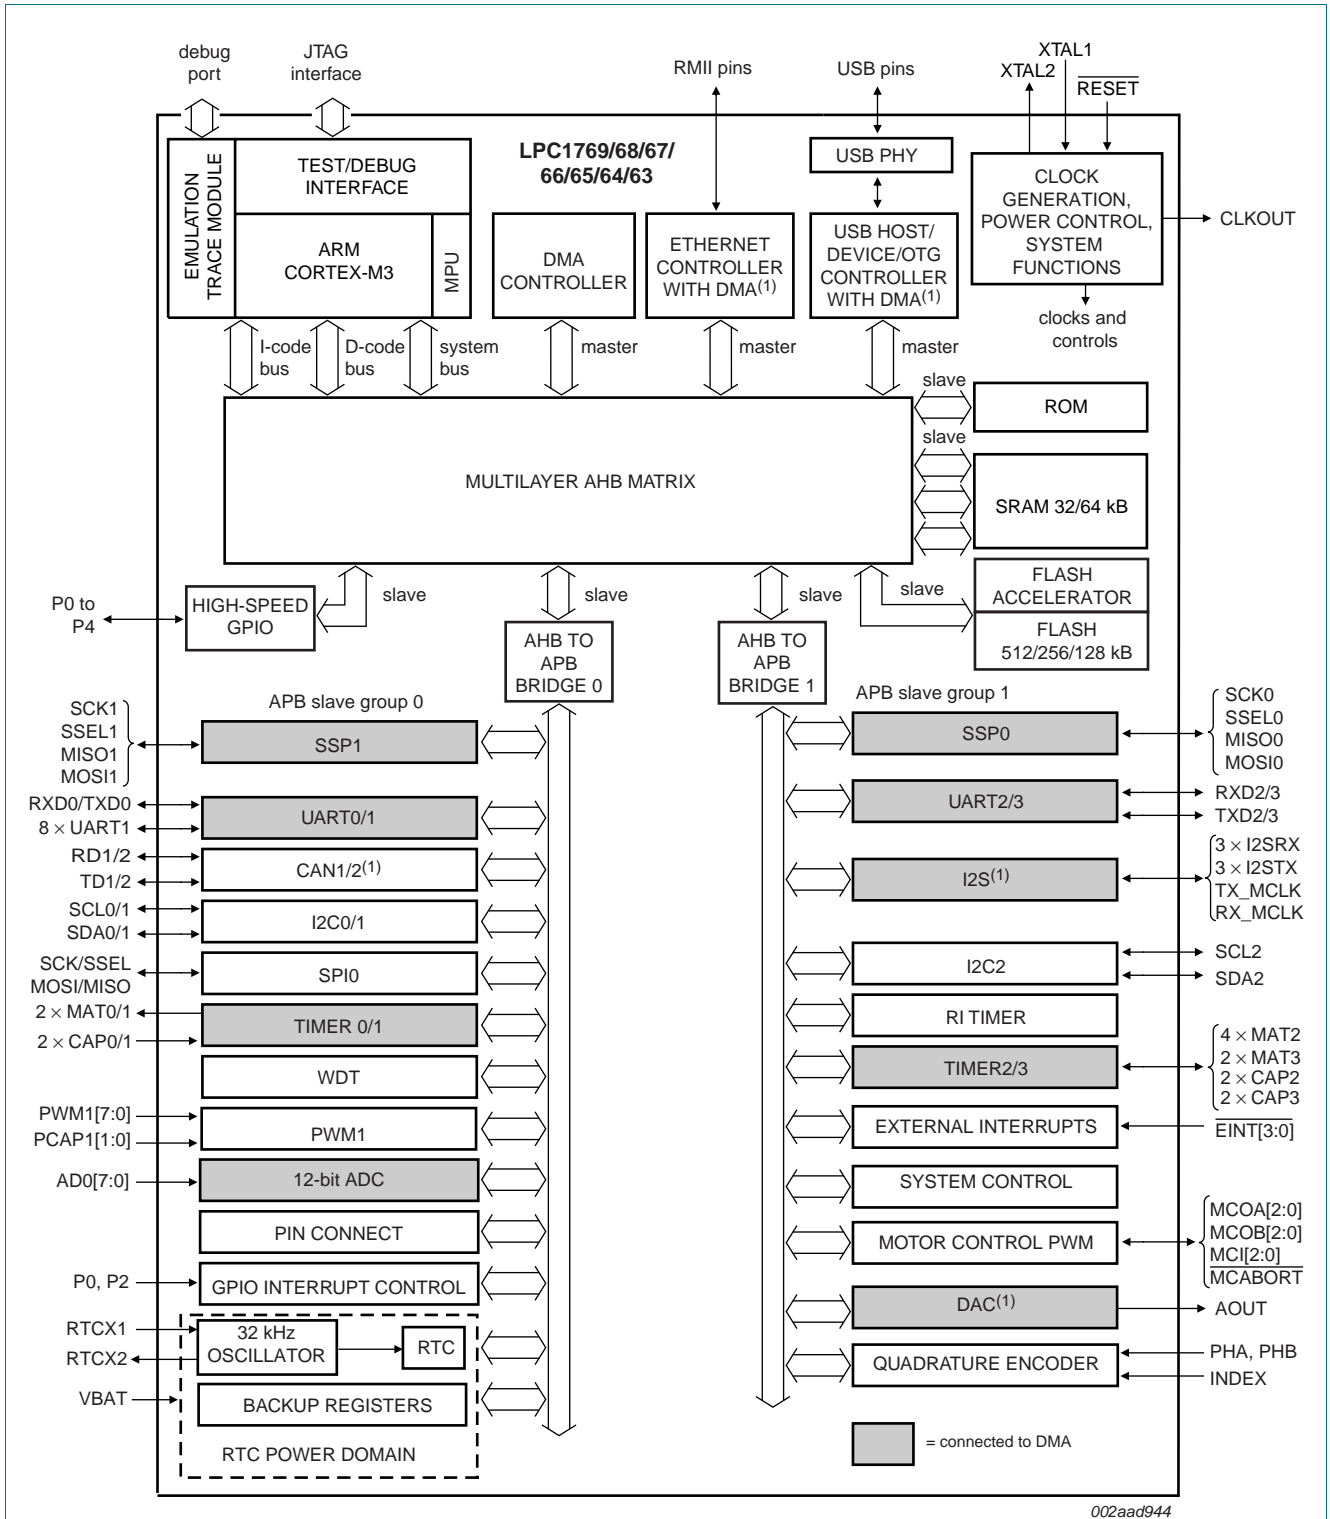 debug
port
JTAG
interface
RMII pins
USB pins
XTAL1
XTAL2
RESET
EMULATION
TRACE MODULE
TEST/DEBUG
INTERFACE
LPC1769/68/67/
66/65/64/63
USB PHY
CLOCK
GENERATION,
POWER CONTROL,
SYSTEM
FUNCTIONS
CLKOUT
ARM
CORTEX-M3
MPU
DMA
CONTROLLER
ETHERNET
CONTROLLER
WITH DMA(1)
USB HOST/
DEVICE/OTG
CONTROLLER
WITH DMA(1)
clocks and
controls
I-code
bus
D-code
bus
system
bus
master
master
master
slave
ROM
slave
MULTILAYER AHB MATRIX
SRAM 32/64 kB
P0 to
P4
HIGH-SPEED
GPIO
slave
slave
slave
slave
FLASH
ACCELERATOR
FLASH
512/256/128 kB
AHB TO
APB
BRIDGE 0
AHB TO
APB
BRIDGE 1
APB slave group 0
APB slave group 1
SCK1
SSEL1
MISO1
MOSI1
SSP1
RXD0/TXD0
8 × UART1
UART0/1
RD1/2
TD1/2
CAN1/2(1)
SCL0/1
SDA0/1
I2C0/1
SCK/SSEL
MOSI/MISO
SPI0
2 × MAT0/1
2 × CAP0/1
TIMER 0/1
WDT
PWM1[7:0]
PCAP1[1:0]
PWM1
AD0[7:0]
12-bit ADC
PIN CONNECT
P0, P2
GPIO INTERRUPT CONTROL
RTCX1
RTCX2
32 kHz
OSCILLATOR
RTC
VBAT
BACKUP REGISTERS
RTC POWER DOMAIN
SSP0
SCK0
SSEL0
MISO0
MOSI0
UART2/3
RXD2/3
TXD2/3
I2S(1)
3 × I2SRX
3 × I2STX
TX_MCLK
RX_MCLK
I2C2
SCL2
SDA2
RI TIMER
TIMER2/3
4 × MAT2
2 × MAT3
2 × CAP2
2 × CAP3
EXTERNAL INTERRUPTS
EINT[3:0]
SYSTEM CONTROL
MOTOR CONTROL PWM
MCOA[2:0]
MCOB[2:0]
MCI[2:0]
MCABORT
DAC(1)
AOUT
QUADRATURE ENCODER
PHA, PHB
INDEX
= connected to DMA
002aad944